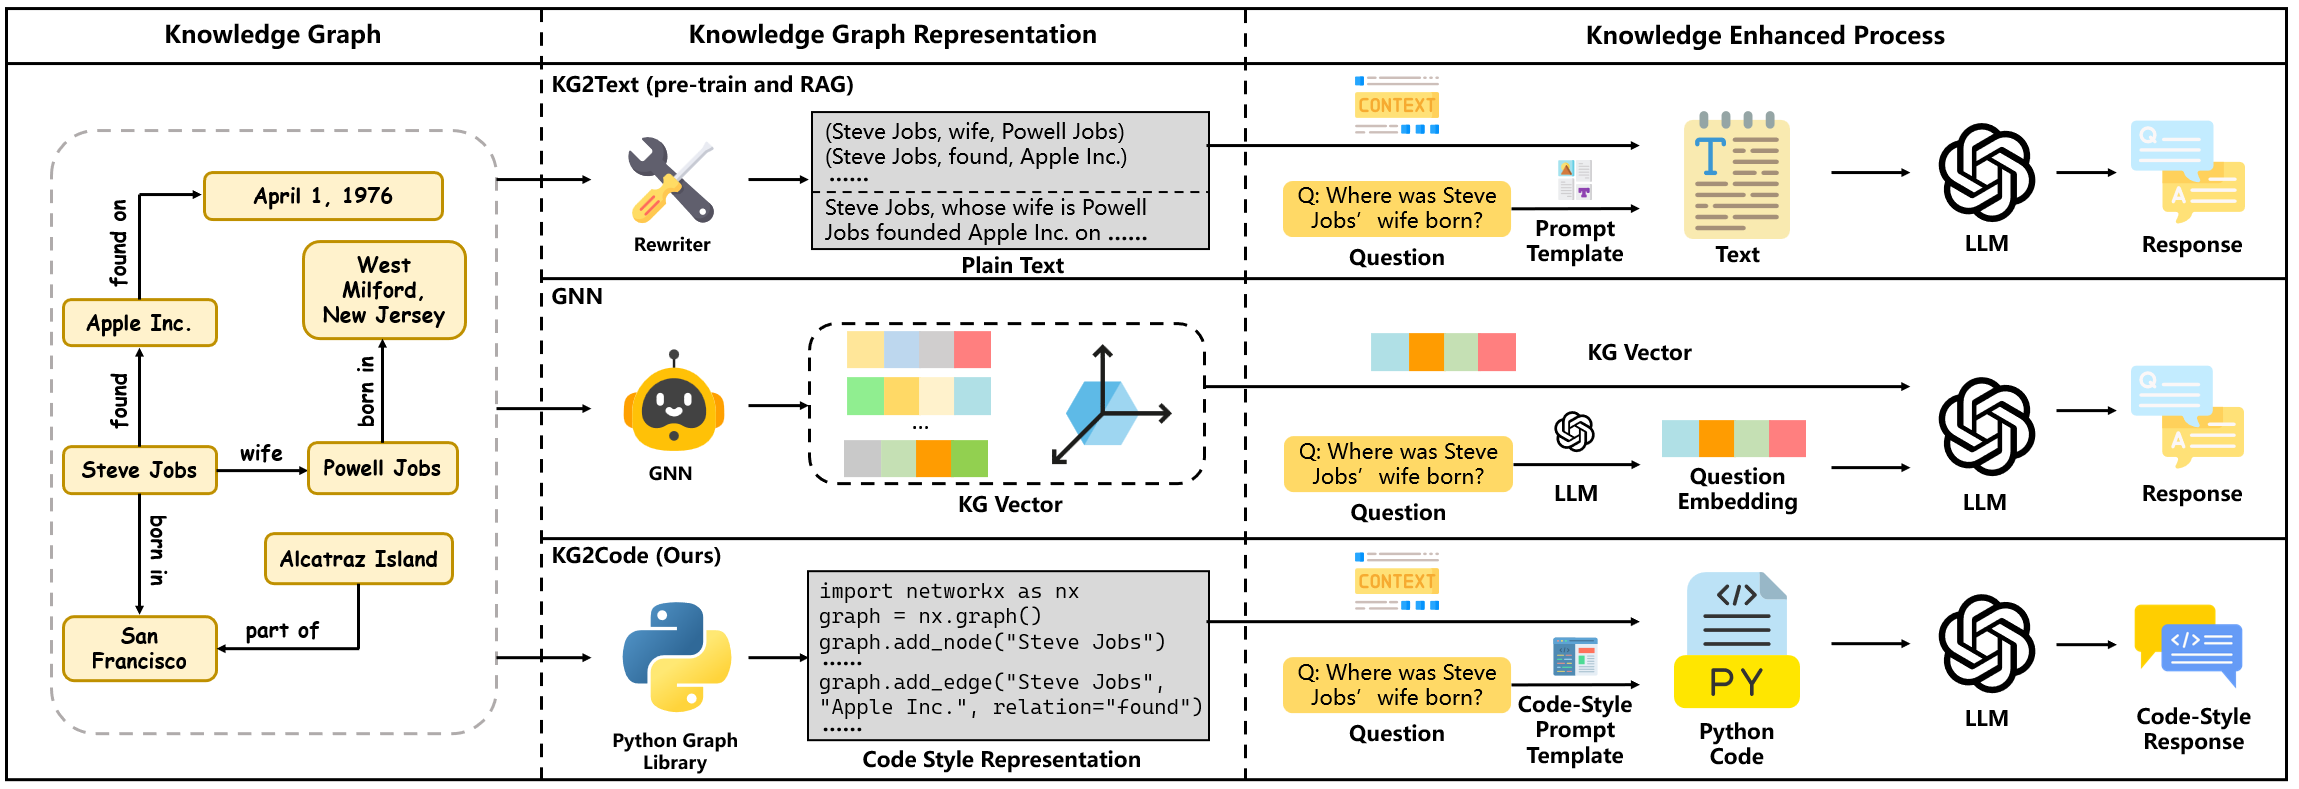 Knowledge Graph
Knowledge Graph Representation
Knowledge Enhanced Process
April 1, 1976
found on
West
Milford,
New Jersey
Apple Inc.
found
born in
Steve Jobs
wife
Powell Jobs
born in
Alcatraz Island
San
Francisco
part of
KG2Text (pre-train and RAG)
Rewriter
(Steve Jobs, wife, Powell Jobs)
(Steve Jobs, found, Apple Inc.)
......
Steve Jobs, whose wife is Powell
Jobs founded Apple Inc. on ......
Plain Text
CONTEXT
Q: Where was Steve
Jobs’ wife born?
Question
Prompt
Template
T
Text
LLM
Q
A
Response
GNN
GNN
...
KG Vector
KG Vector
Q: Where was Steve
Jobs’ wife born?
Question
LLM
Question
Embedding
LLM
Q
A
Response
KG2Code (Ours)
Python Graph
Library
import networkx as nx
graph = nx.graph()
graph.add_node("Steve Jobs")
......
graph.add_edge("Steve Jobs",
"Apple Inc.", relation="found")
......
Code Style Representation
CONTEXT
Q: Where was Steve
Jobs’ wife born?
Question
Code-Style
Prompt
Template
</>
PY
Python
Code
LLM
</>
Code-Style
Response